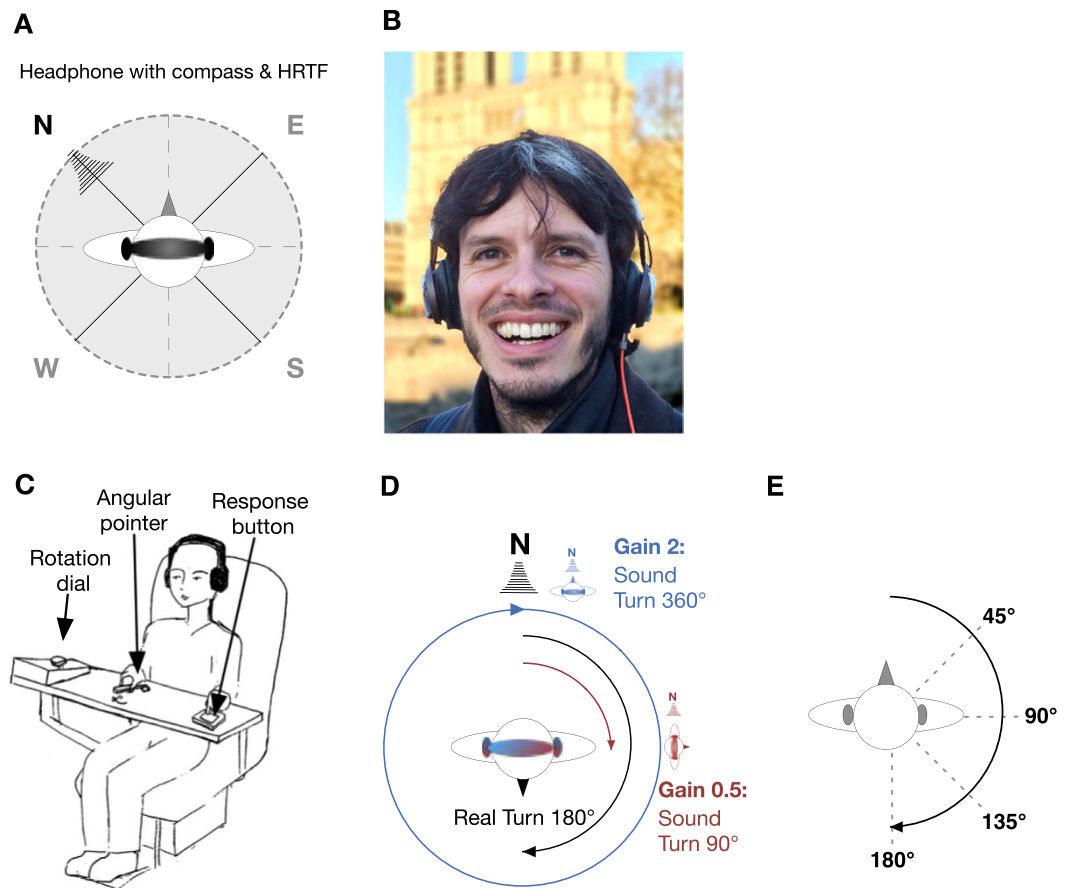 A
Headphone with compass & HRTF
N
E
W
S
B
C
Angular
pointer
Response
button
Rotation
dial
D
N
N
Gain 2:
Sound
Turn 360°
N
Gain 0.5:
Sound
Turn 90°
Real Turn 180°
E
45°
90°
135°
180°